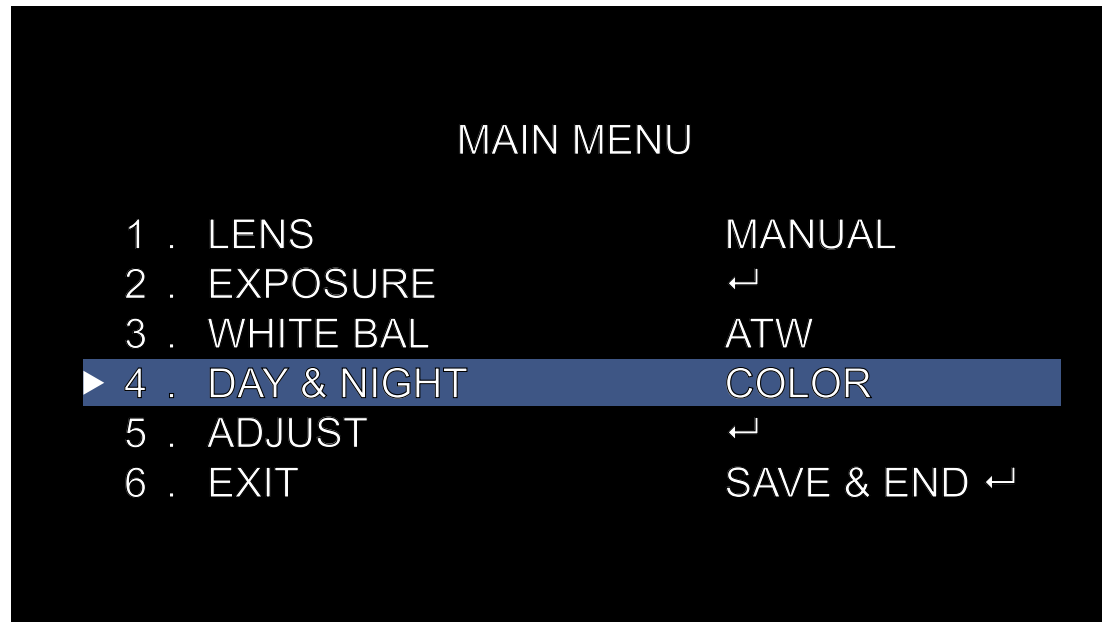 MAIN MENU
1 . LENS MANUAL
2 . EXPOSURE ↵
3 . WHITE BAL ATW
▶ 4 . DAY & NIGHT COLOR
5 . ADJUST ↵
6 . EXIT SAVE & END ↵